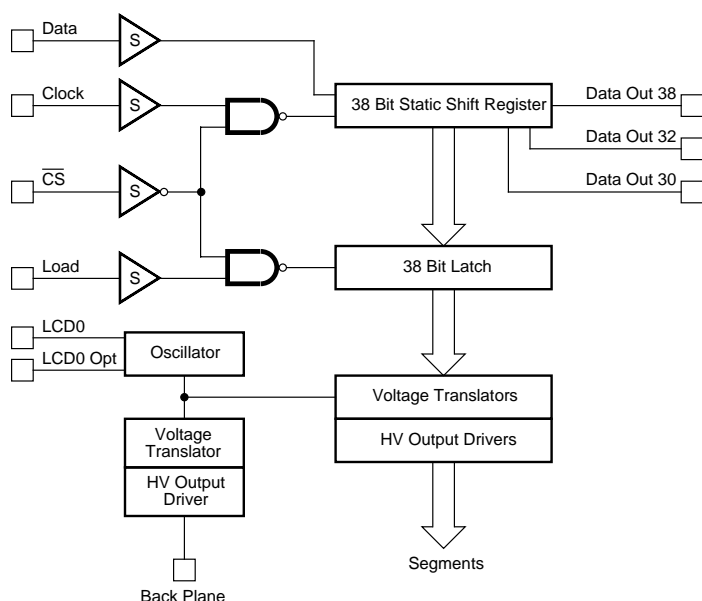 Data
S
Clock
S
38 Bit Static Shift Register
Data Out 38
Data Out 32
CS
S
Data Out 30
Load
S
38 Bit Latch
LCD0
LCD0 Opt
Oscillator
Voltage Translators
HV Output Drivers
Voltage
Translator
HV Output
Driver
Segments
Back Plane